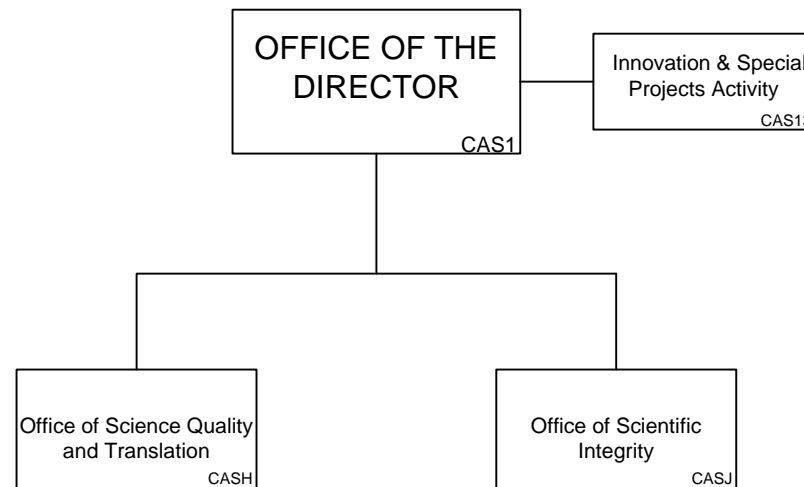 OFFICE OF THE
DIRECTOR
CAS1
Innovation & Special
Projects Activity
CAS13
Office of Science Quality
and Translation
CASH
Office of Scientific
Integrity
CASJ